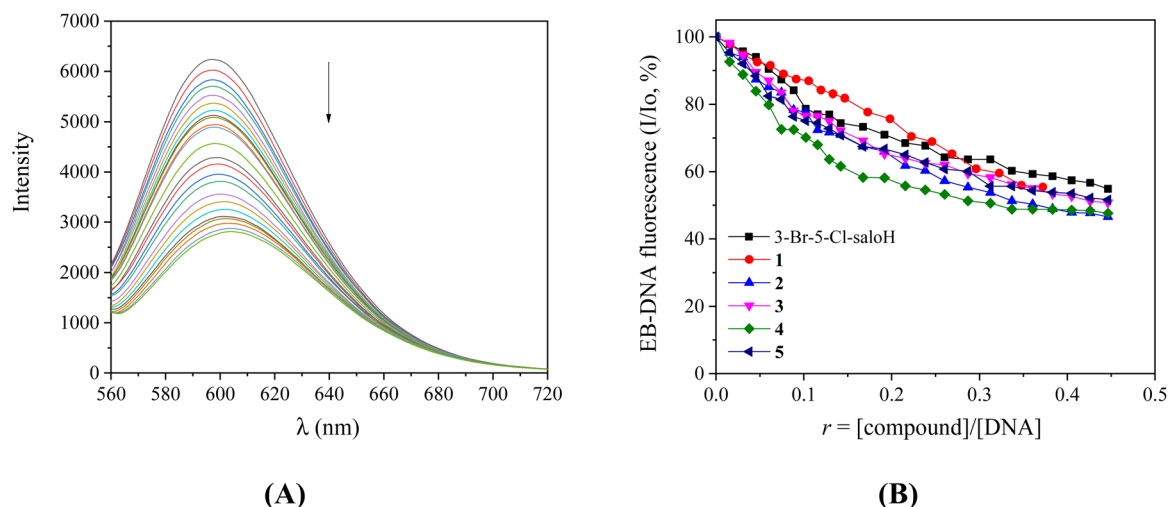 7000
6000
5000
4000
3000
2000
1000
0
Intensity
560 580 600 620 640 660 680 700 720
λ (nm)
(A)
100
80
60
40
20
0
EB-DNA fluorescence (I/Io, %)
3-Br-5-Cl-saloH
1
2
3
4
5
0.0 0.1 0.2 0.3 0.4 0.5
r = [compound]/[DNA]
(B)